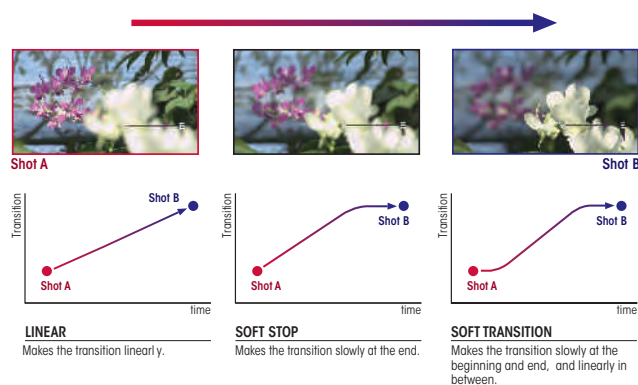 Shot A
Shot B
Transition
Shot B
Shot A
time
Transition
Shot B
Shot A
time
Transition
Shot B
Shot A
time
LINEAR
Makes the transition linearl y.
SOFT STOP
Makes the transition slowly at the end.
SOFT TRANSITION
Makes the transition slowly at the
beginning and end, and linearly in
between.